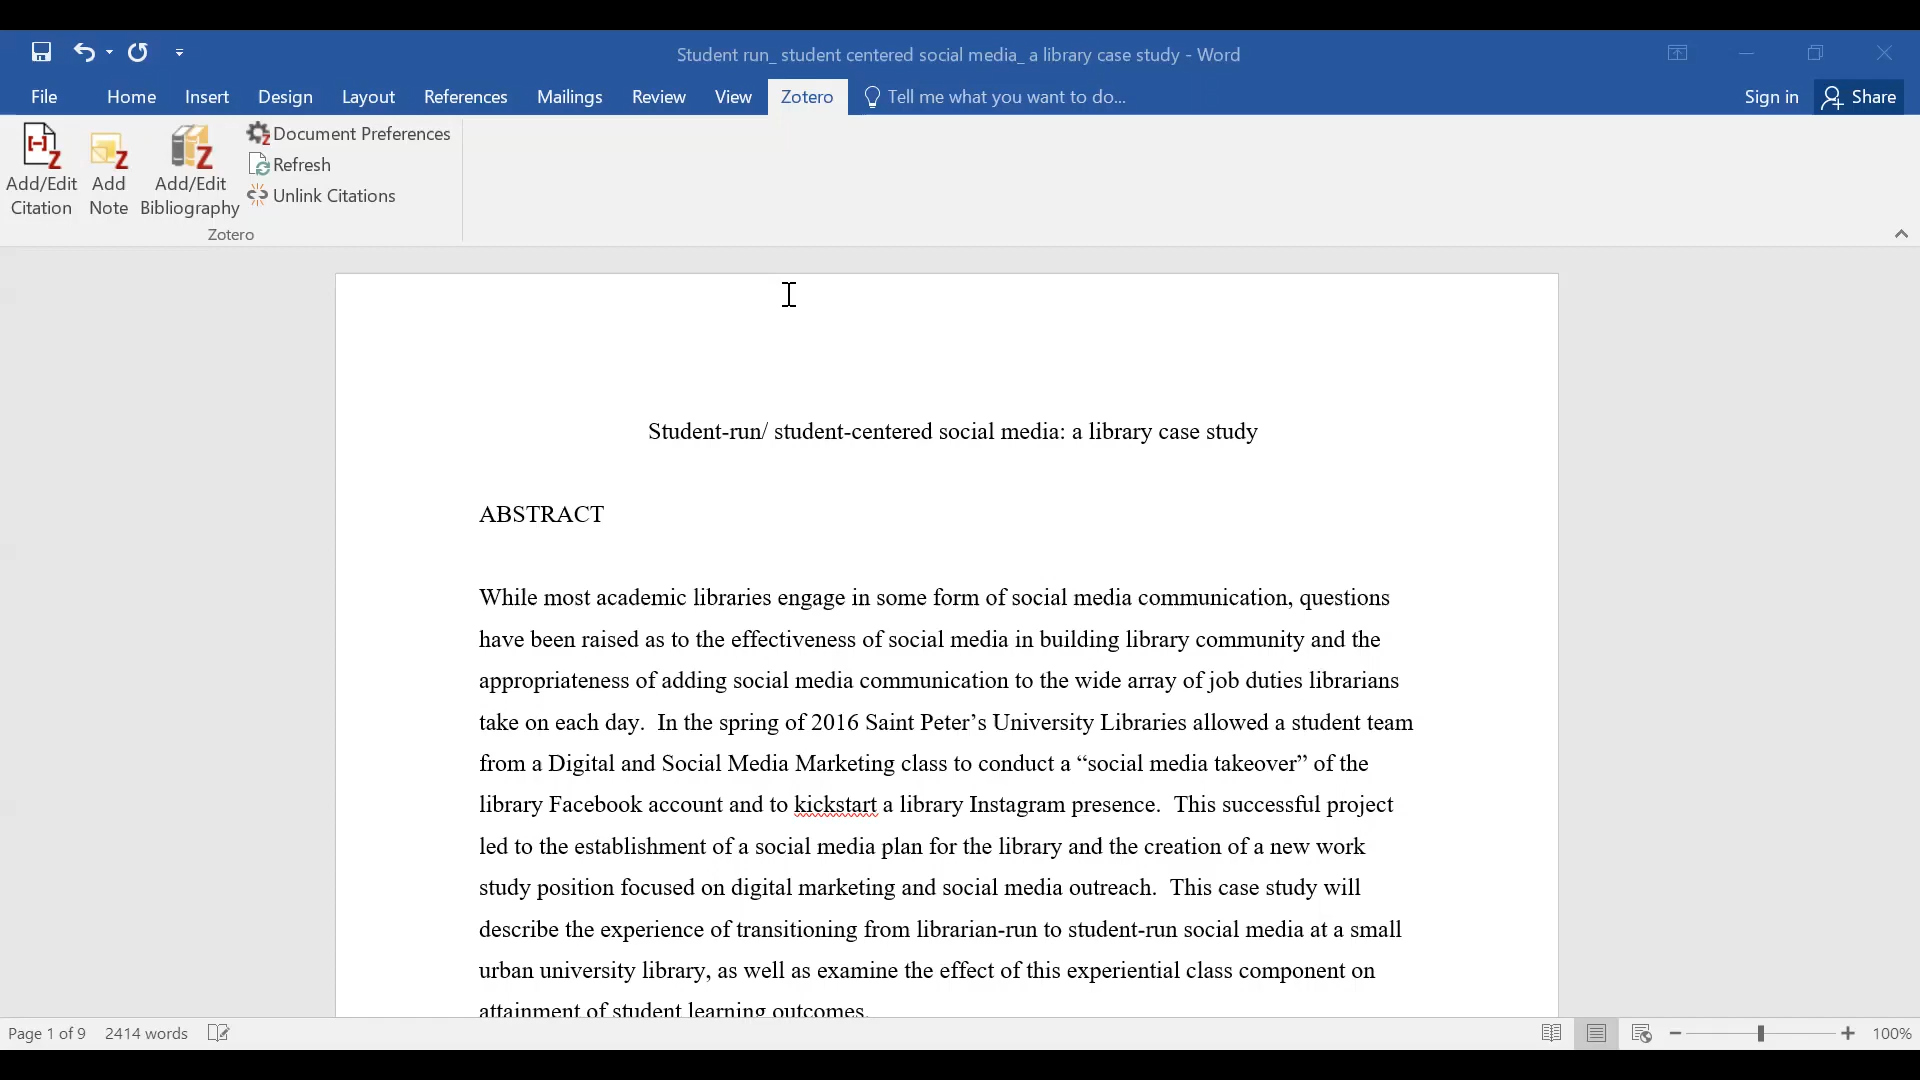 Student run_ student centered social media_ a library case study - Word
File Home Insert Design Layout References Mailings Review View Zotero Tell me what you want to do... Sign in Share
Add/Edit Citation
Add Note
Add/Edit Bibliography
Document Preferences
Refresh
Unlink Citations
Zotero
Student-run/ student-centered social media: a library case study
ABSTRACT
While most academic libraries engage in some form of social media communication, questions
have been raised as to the effectiveness of social media in building library community and the
appropriateness of adding social media communication to the wide array of job duties librarians
take on each day.  In the spring of 2016 Saint Peter’s University Libraries allowed a student team
from a Digital and Social Media Marketing class to conduct a “social media takeover” of the
library Facebook account and to kickstart a library Instagram presence.  This successful project
led to the establishment of a social media plan for the library and the creation of a new work
study position focused on digital marketing and social media outreach.  This case study will
describe the experience of transitioning from librarian-run to student-run social media at a small
urban university library, as well as examine the effect of this experiential class component on
attainment of student learning outcomes.
Page 1 of 9 2414 words 100%